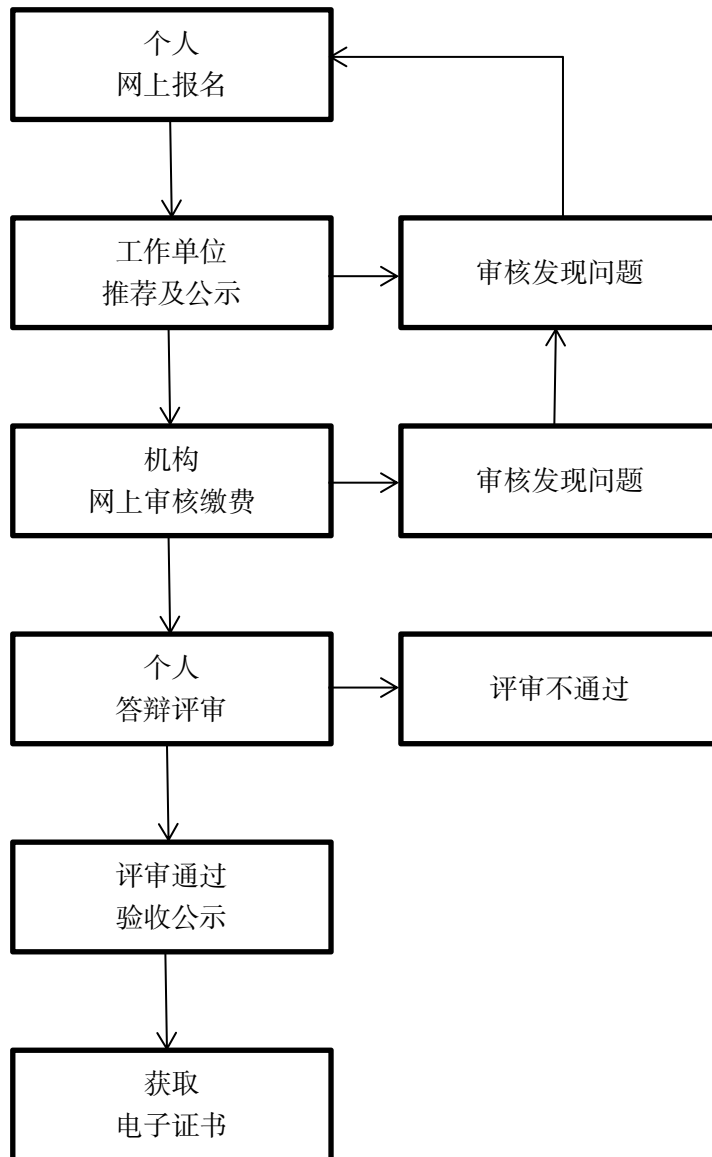 个人
网上报名
工作单位
推荐及公示
审核发现问题
机构
网上审核缴费
审核发现问题
个人
答辩评审
评审不通过
评审通过
验收公示
获取
电子证书